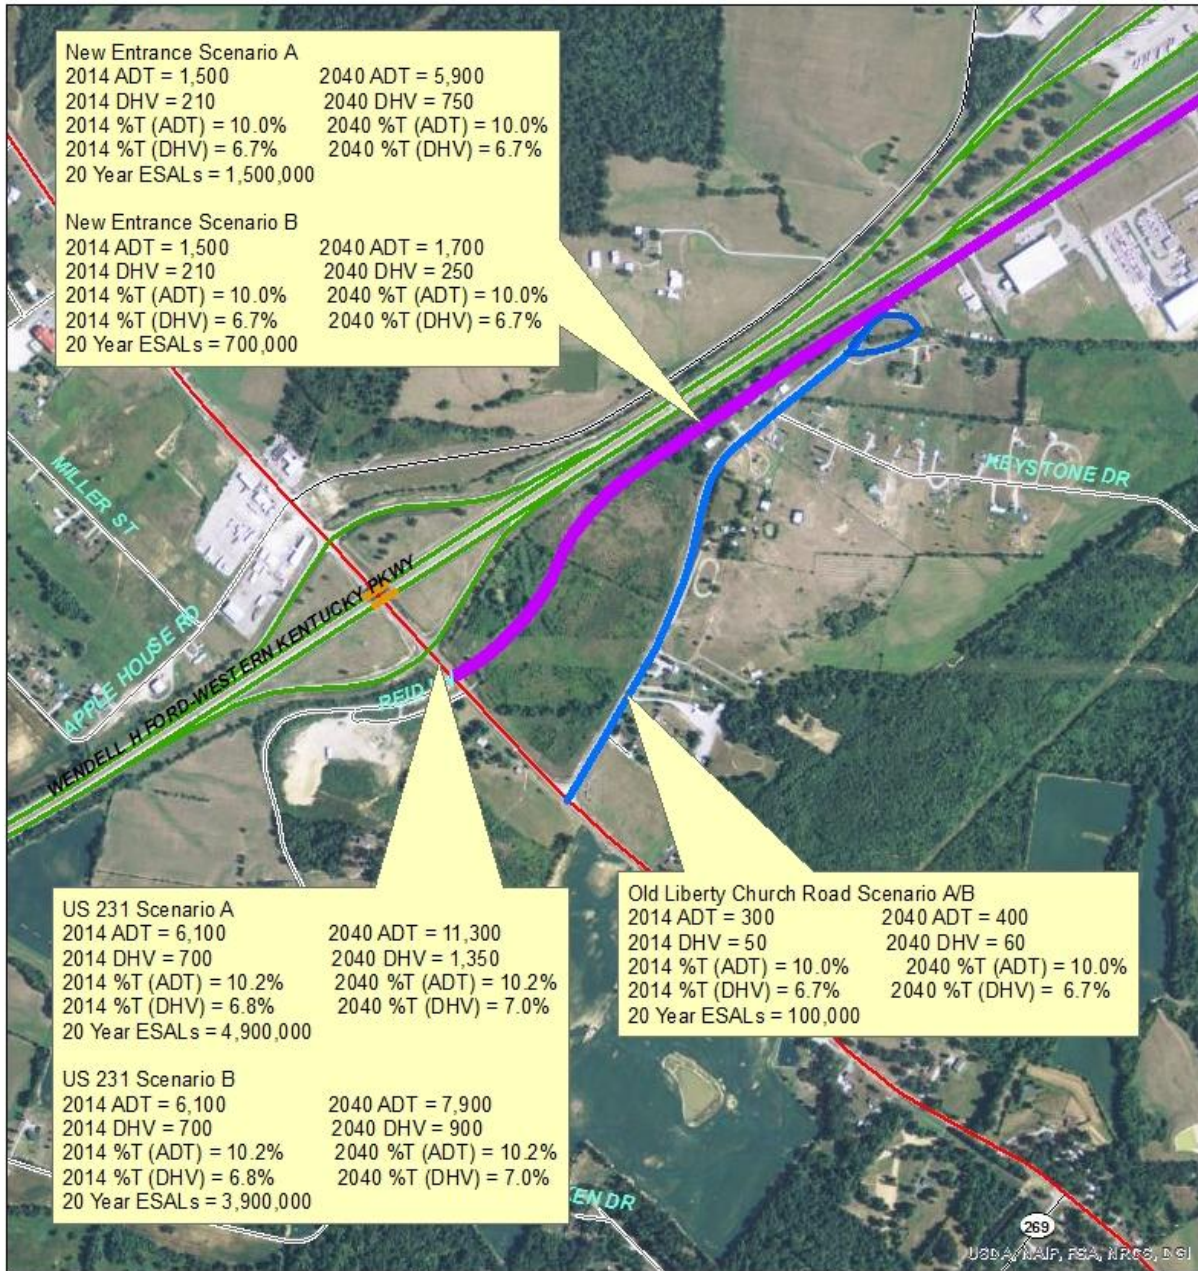 New Entrance Scenario A
2014 ADT = 1,500 2040 ADT = 5,900
2014 DHV = 210 2040 DHV = 750
2014 %T (ADT) = 10.0% 2040 %T (ADT) = 10.0%
2014 %T (DHV) = 6.7% 2040 %T (DHV) = 6.7%
20 Year ESALs = 1,500,000
New Entrance Scenario B
2014 ADT = 1,500 2040 ADT = 1,700
2014 DHV = 210 2040 DHV = 250
2014 %T (ADT) = 10.0% 2040 %T (ADT) = 10.0%
2014 %T (DHV) = 6.7% 2040 %T (DHV) = 6.7%
20 Year ESALs = 700,000
KEYSTONE DR
MILLER ST
WENDELL H FORD-WESTERN KENTUCKY PKWY
APPLE HOUSE RD
REID
US 231 Scenario A
2014 ADT = 6,100 2040 ADT = 11,300
2014 DHV = 700 2040 DHV = 1,350
2014 %T (ADT) = 10.2% 2040 %T (ADT) = 10.2%
2014 %T (DHV) = 6.8% 2040 %T (DHV) = 7.0%
20 Year ESALs = 4,900,000
US 231 Scenario B
2014 ADT = 6,100 2040 ADT = 7,900
2014 DHV = 700 2040 DHV = 900
2014 %T (ADT) = 10.2% 2040 %T (ADT) = 10.2%
2014 %T (DHV) = 6.8% 2040 %T (DHV) = 7.0%
20 Year ESALs = 3,900,000
Old Liberty Church Road Scenario A/B
2014 ADT = 300 2040 ADT = 400
2014 DHV = 50 2040 DHV = 60
2014 %T (ADT) = 10.0% 2040 %T (ADT) = 10.0%
2014 %T (DHV) = 6.7% 2040 %T (DHV) = 6.7%
20 Year ESALs = 100,000
DR
269
USDA, NAIP, FSA, NRCS, DGI